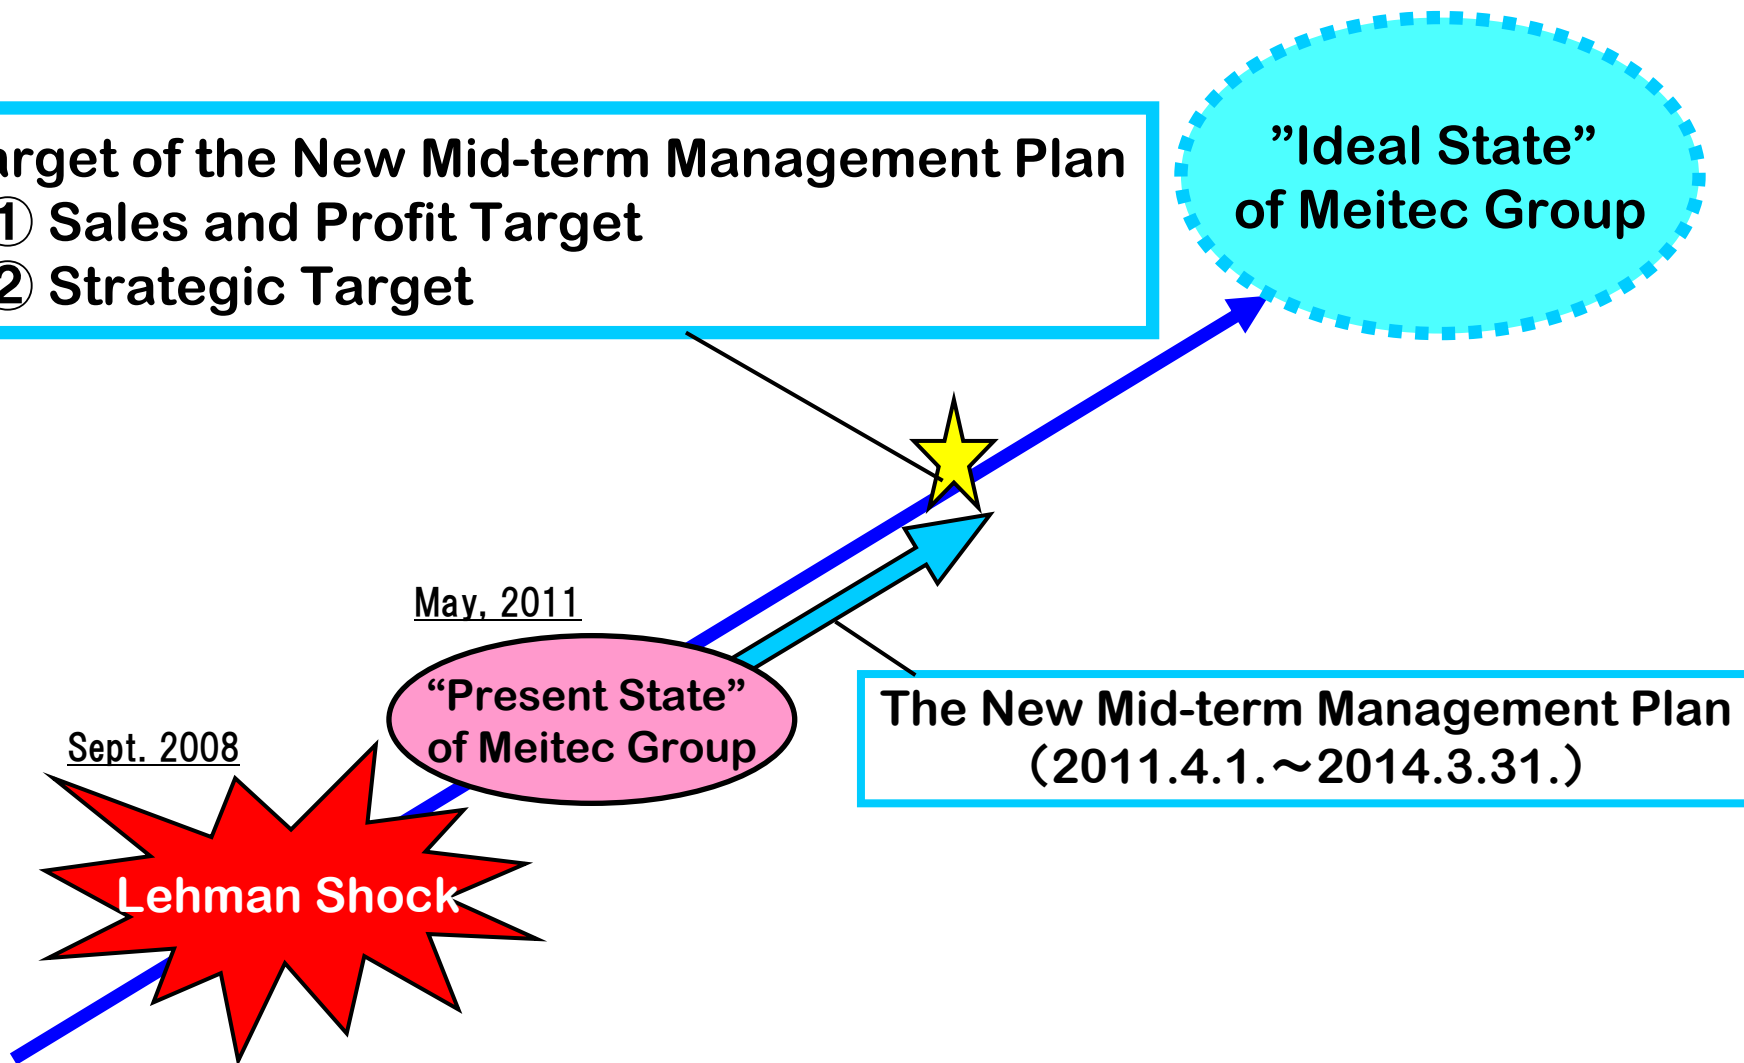 arget of the New Mid-term Management Plan
① Sales and Profit Target
② Strategic Target
”Ideal State”
of Meitec Group
May, 2011
“Present State”
of Meitec Group
The New Mid-term Management Plan
（2011.4.1.～2014.3.31.）
Sept. 2008
Lehman Shock